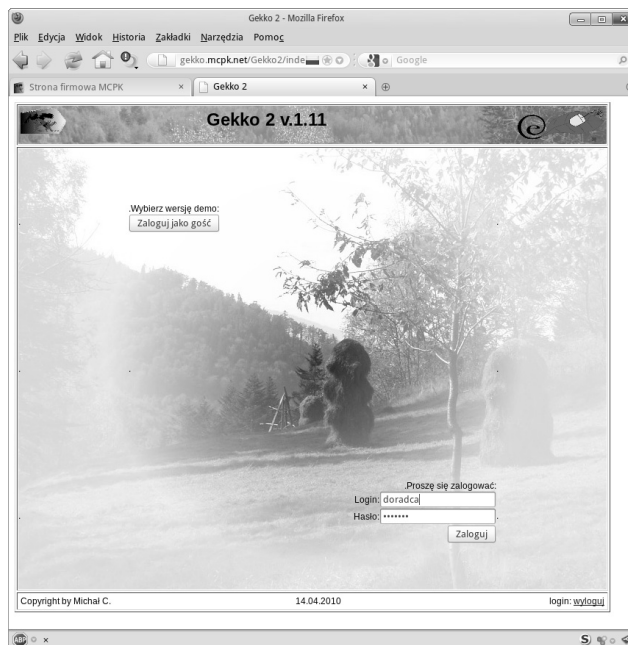 Gekko 2 - Mozilla Firefox
Plik Edycja Widok Historia Zakładki Narzędzia Pomoc
gekko.mcpk.net/Gekko2/inde Google
Strona firmowa MCPK × Gekko 2 ×
Gekko 2 v.1.11
.Wybierz wersję demo:
Zaloguj jako gość
.Proszę się zalogować:
Login: doradca
Hasło: •••••••
Zaloguj
Copyright by Michał C. 14.04.2010 login: wyloguj
ABP × S